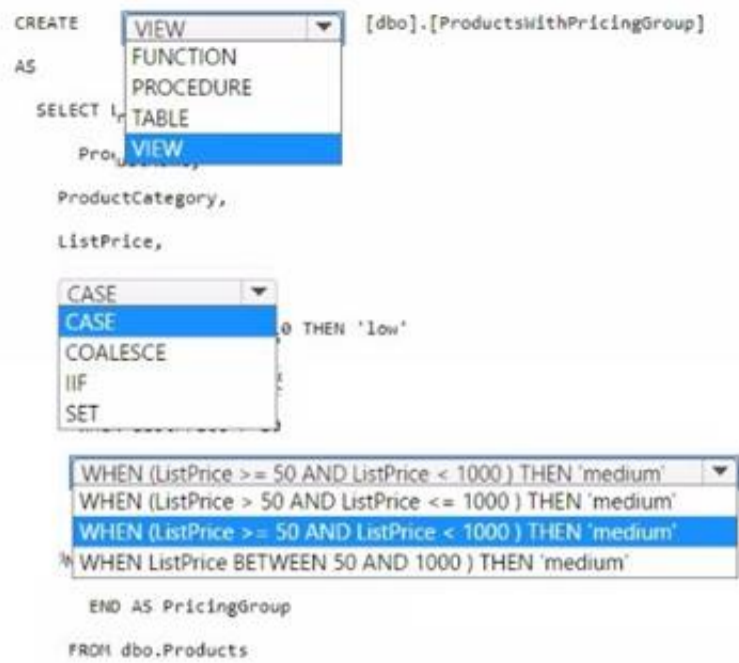 CREATE VIEW [dbo].[ProductsWithPricingGroup]
FUNCTION
AS
PROCEDURE
SELECT
TABLE
VIEW
ProductCategory,
ListPrice,
CASE
CASE
0 THEN 'low'
COALESCE
IIF
SET
WHEN (ListPrice >= 50 AND ListPrice < 1000 ) THEN 'medium'
WHEN (ListPrice > 50 AND ListPrice <= 1000 ) THEN 'medium'
WHEN (ListPrice >= 50 AND ListPrice < 1000 ) THEN 'medium'
WHEN ListPrice BETWEEN 50 AND 1000 ) THEN 'medium'
END AS PricingGroup
FROM dbo.Products